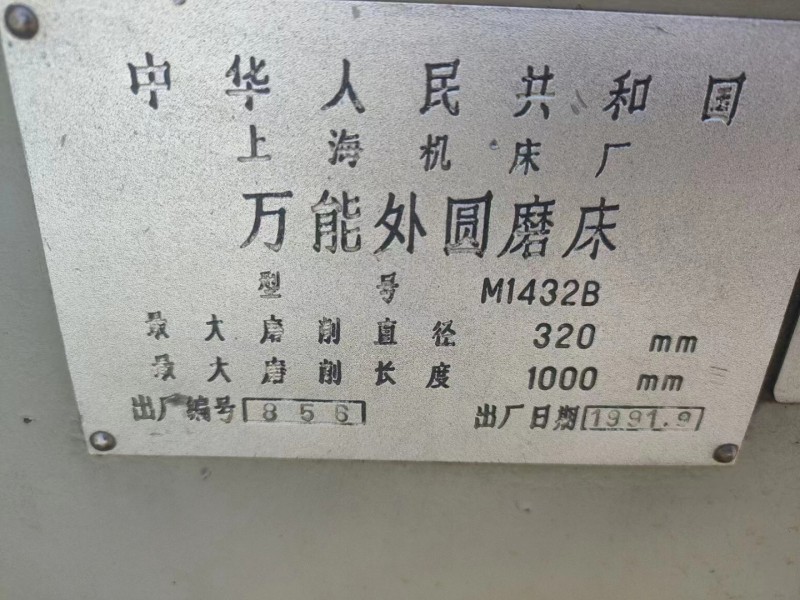 中华人民共和国
上海机床厂
万能外圆磨床
型号 M1432B
最大磨削直径 320 mm
最大磨削长度 1000 mm
出厂编号 856 出厂日期 1991.9